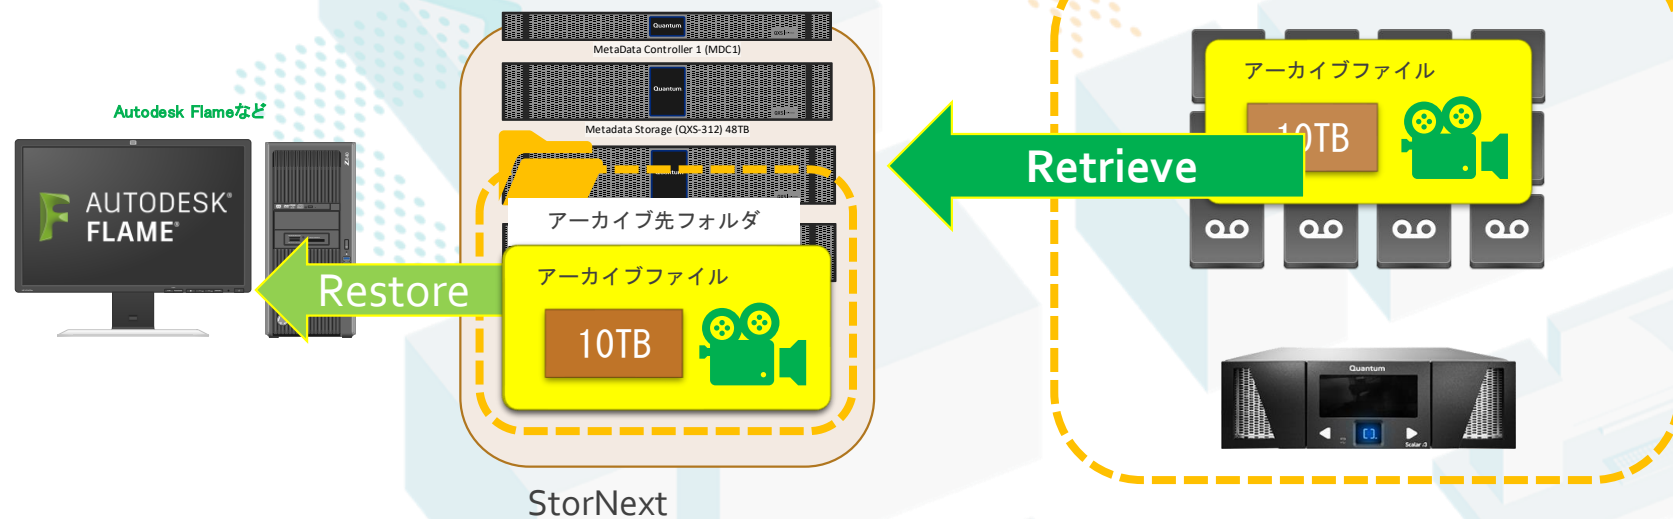 Quantum
MetaData Controller 1 (MDC1)
Quantum
Metadata Storage (QXS-312) 48TB
Autodesk Flameなど
AUTODESK®
FLAME®
アーカイブ先フォルダ
アーカイブファイル
10TB
Restore
StorNext
Retrieve
アーカイブファイル
10TB
Quantum
Scalar i3